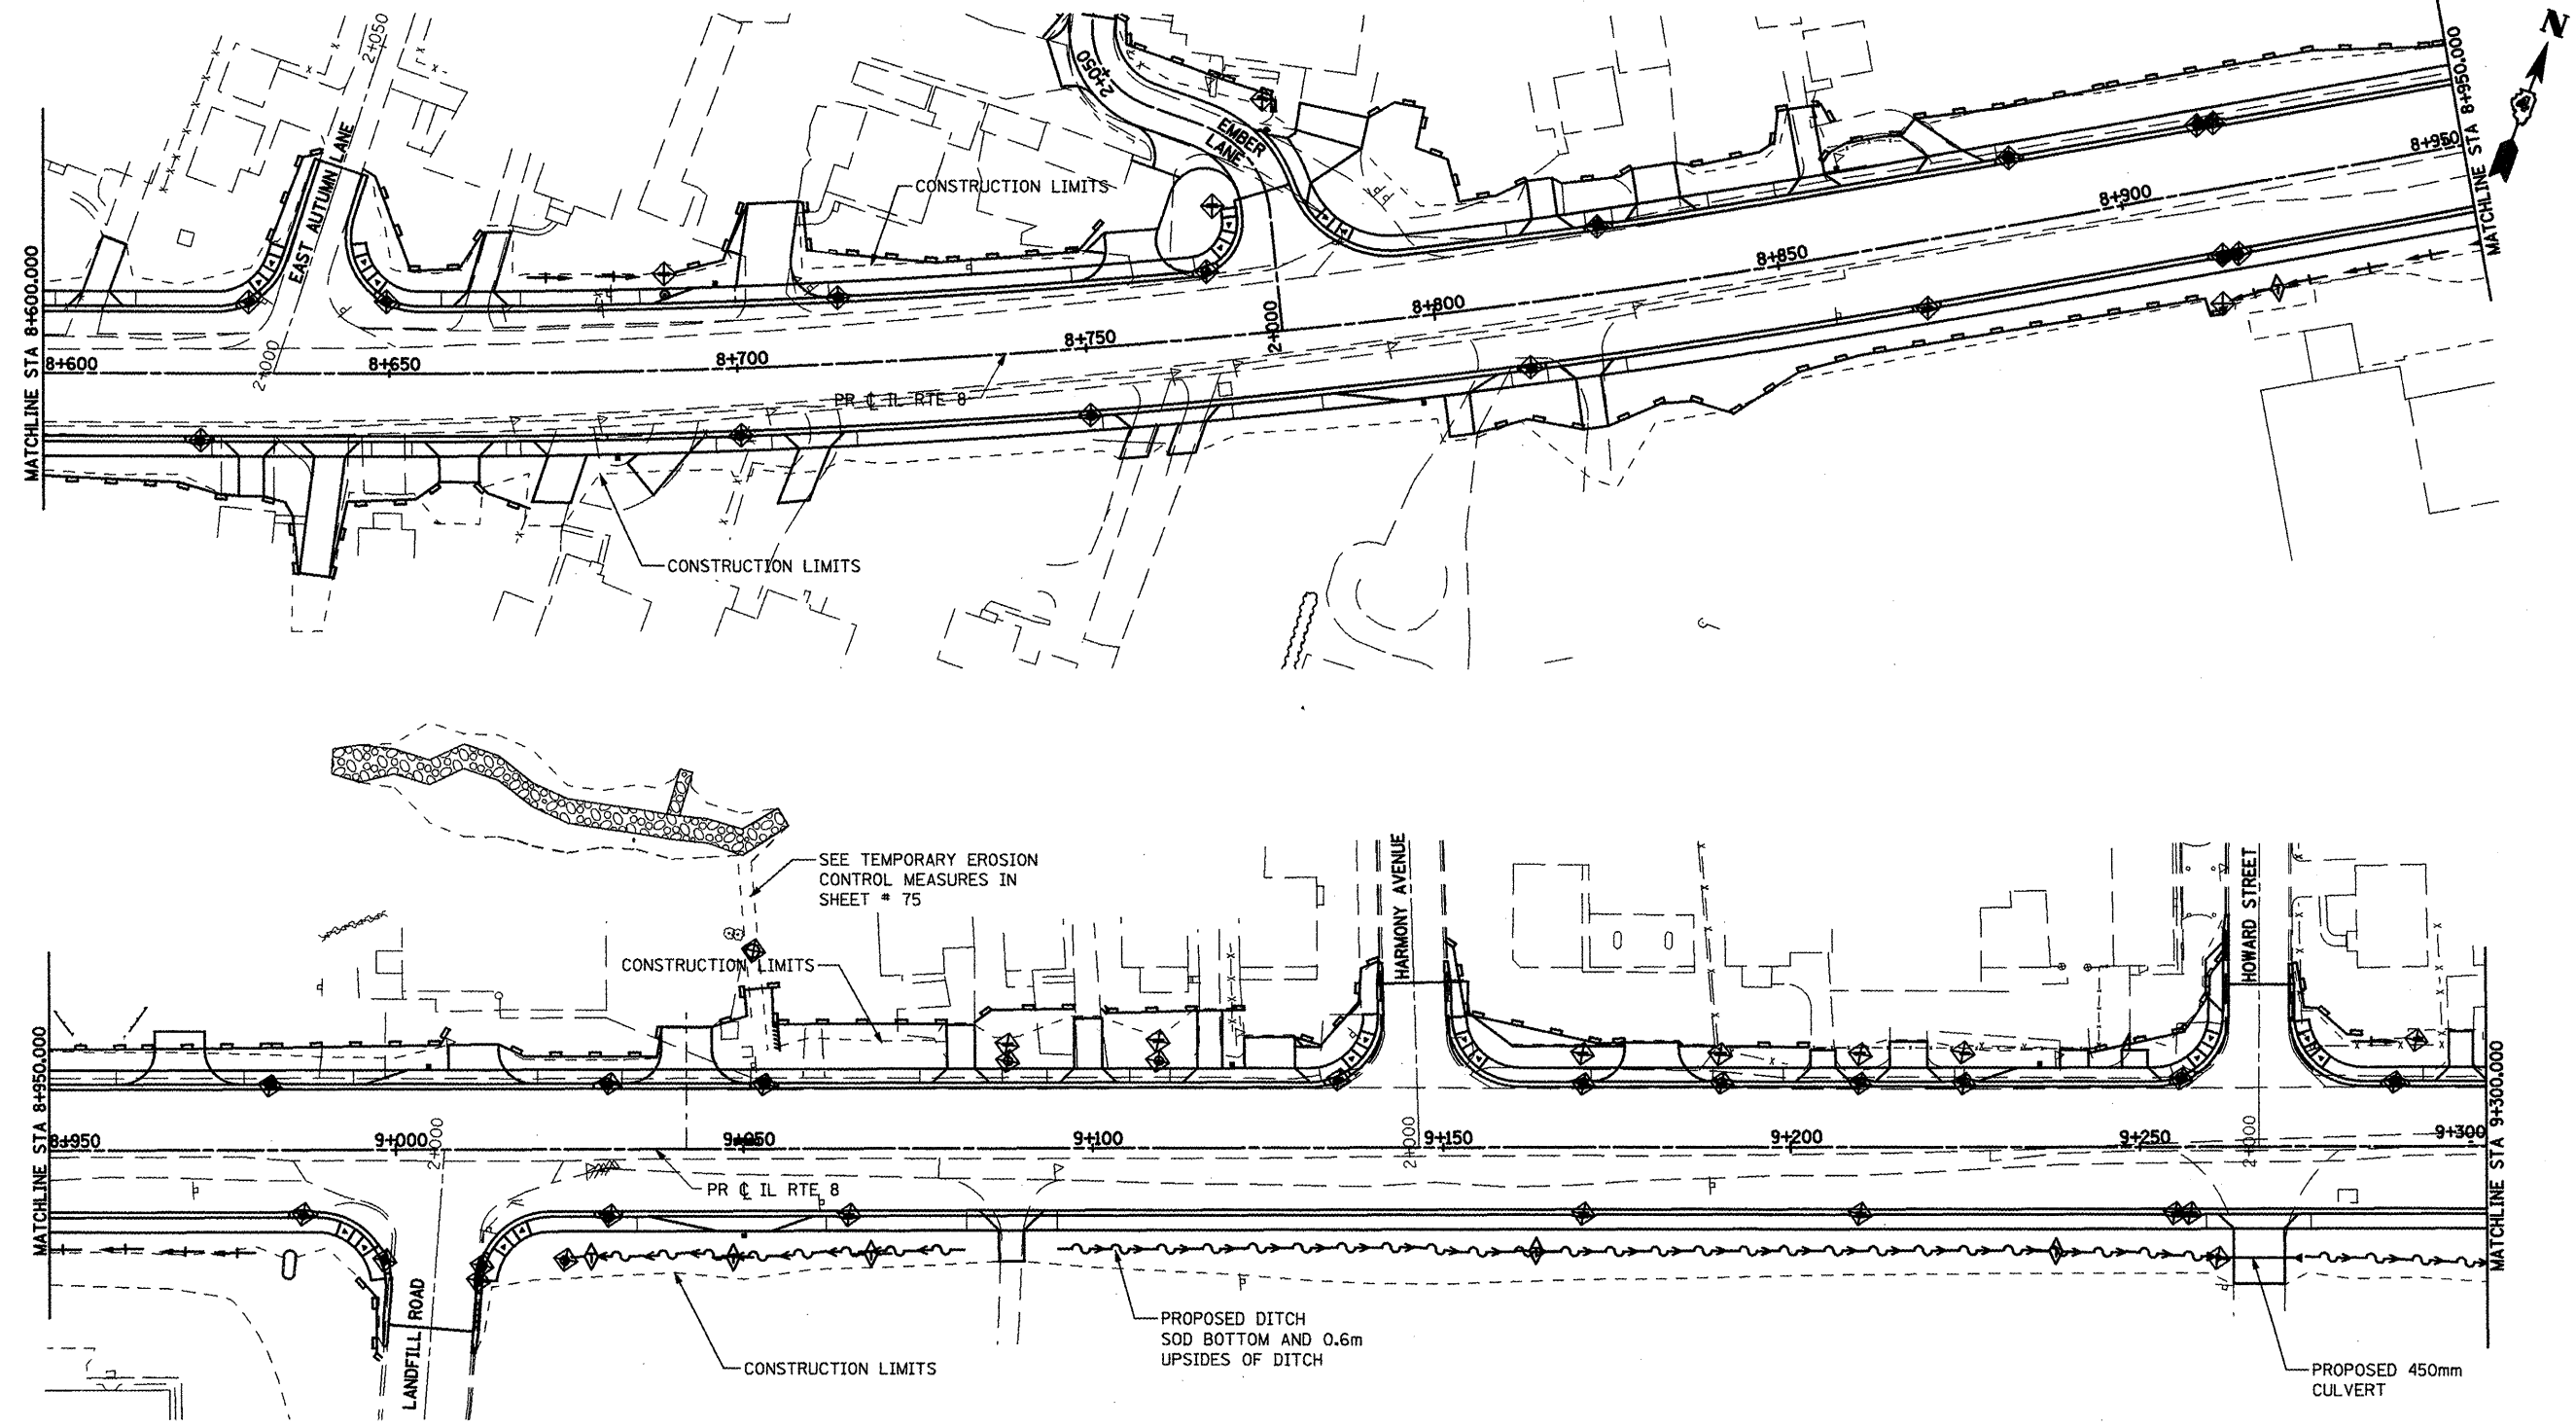 N
2+050
2+050
EAST AUTUMN LANE
EMBER
LANE
CONSTRUCTION LIMITS
MATCHLINE STA 8+600.000
8+600
2+000
8+650
8+700
8+750
2+000
8+800
8+850
8+900
8+950
MATCHLINE STA 8+950.000
PR ℄ IL RTE 8
CONSTRUCTION LIMITS
SEE TEMPORARY EROSION
CONTROL MEASURES IN
SHEET # 75
CONSTRUCTION LIMITS
HARMONY AVENUE
HOWARD STREET
MATCHLINE STA 8+950.000
8+950
9+000
2+000
9+050
9+100
2+000
9+150
9+200
9+250
2+000
9+300
MATCHLINE STA 9+300.000
PR ℄ IL RTE 8
LANDFILL ROAD
CONSTRUCTION LIMITS
PROPOSED DITCH
SOD BOTTOM AND 0.6m
UPSIDES OF DITCH
PROPOSED 450mm
CULVERT